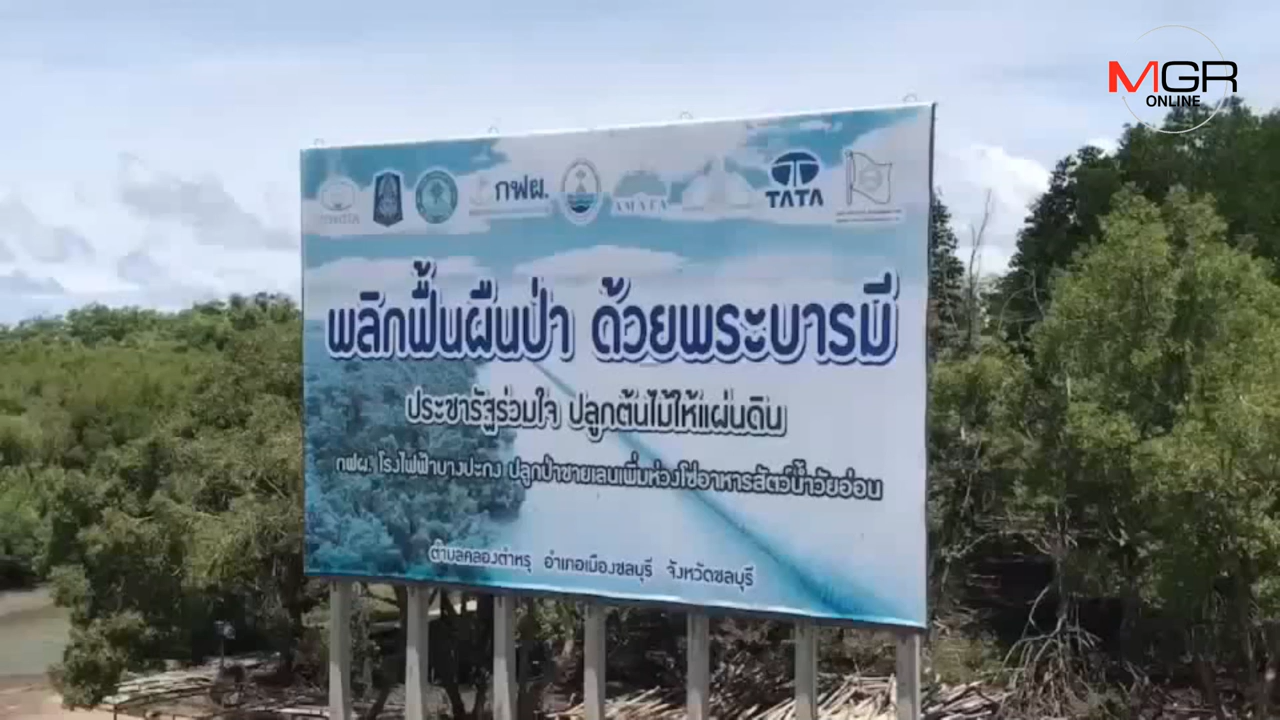 MGR
ONLINE
กฟผ.
AMATA
TATA
พลิกฟื้นผืนป่า ด้วยพระบารมี
ประชารัฐร่วมใจ ปลูกต้นไม้ให้แผ่นดิน
กฟผ. โรงไฟฟ้าบางปะกง ปลูกป่าชายเลนเพิ่มห่วงโซ่อาหารสัตว์น้ำวัยอ่อน
ตำบลคลองตำหรุ อำเภอเมืองชลบุรี จังหวัดชลบุรี